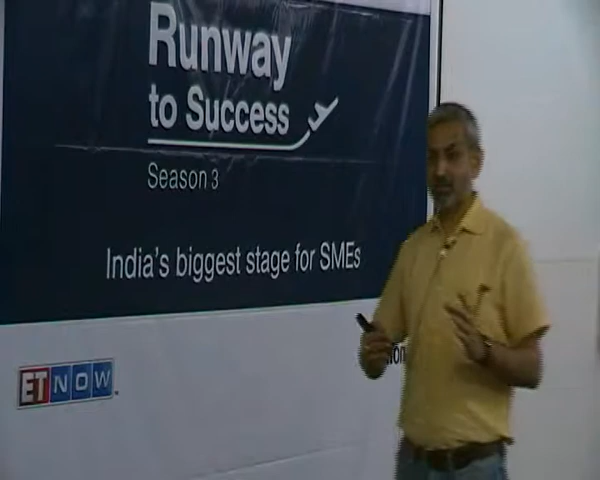 Runway
to Success
Season 3
India's biggest stage for SMEs
ET NOW